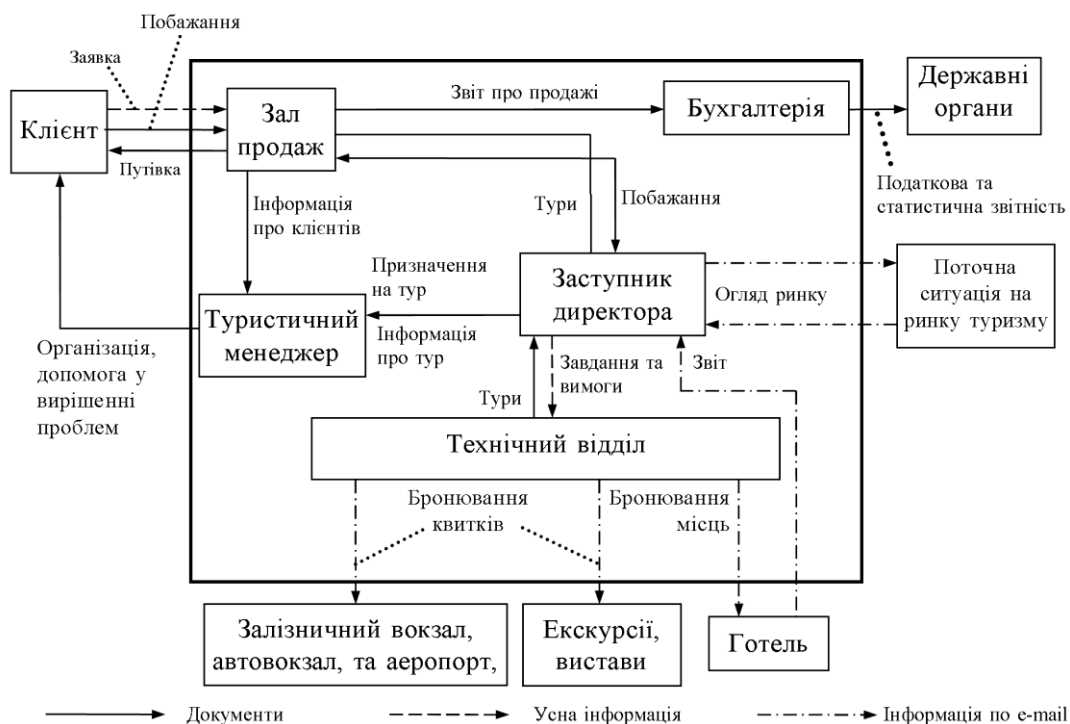 Побажання
Заявка
Клієнт
Путівка
Зал
продаж
Звіт про продажі
Бухгалтерія
Державні
органи
Податкова та
статистична звітність
Інформація
про клієнтів
Тури
Побажання
Призначення
на тур
Заступник
директора
Огляд ринку
Поточна
ситуація на
ринку туризму
Туристичний
менеджер
Інформація
про тур
Організація,
допомога у
вирішенні
проблем
Тури
Завдання та
вимоги
Звіт
Технічний відділ
Бронювання
квитків
Бронювання
місць
Залізничний вокзал,
автовокзал, та аеропорт,
Екскурсії,
вистави
Готель
Документи
Усна інформація
Інформація по e-mail